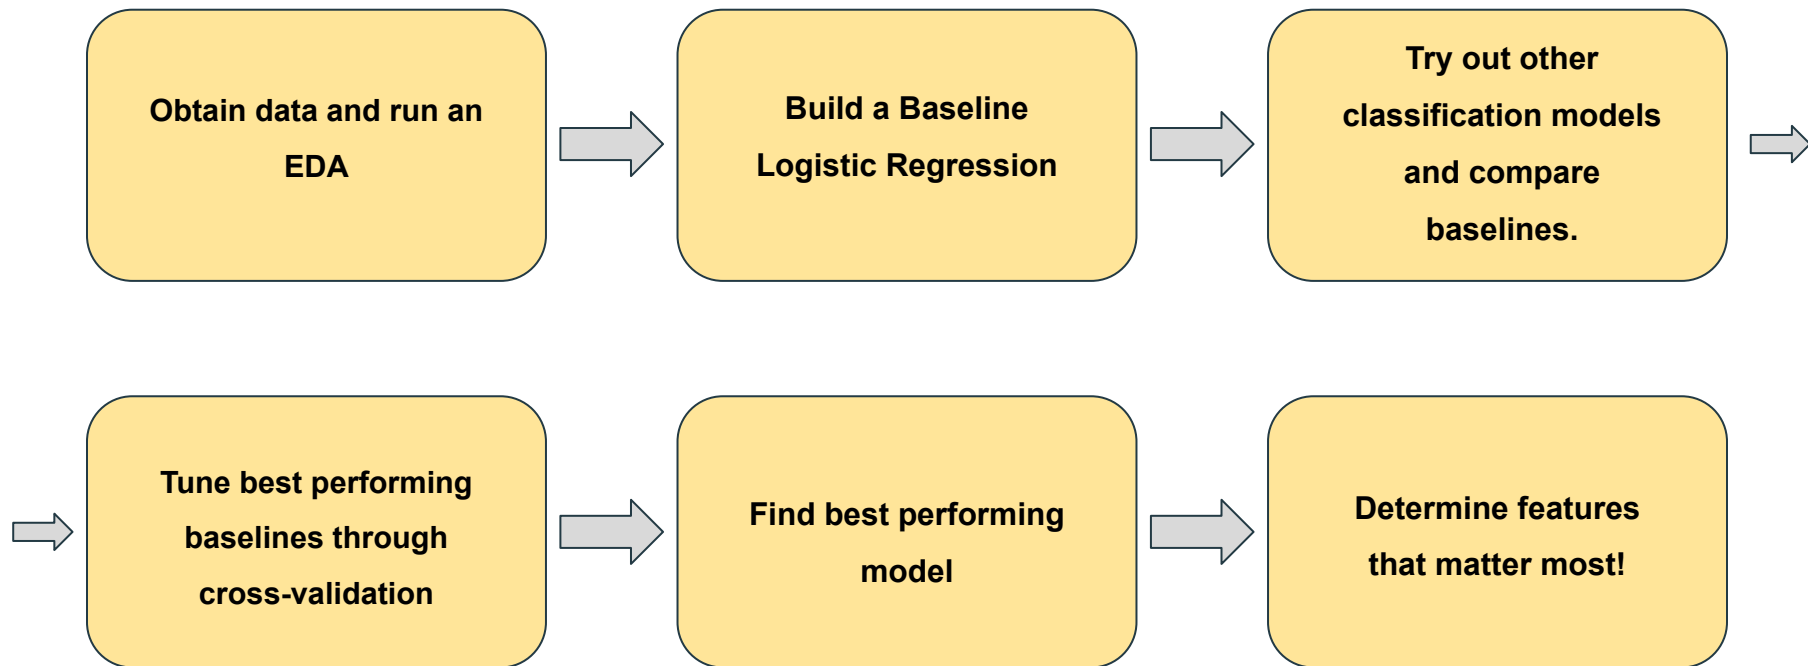 Obtain data and run an
EDA
Build a Baseline
Logistic Regression
Try out other
classification models
and compare
baselines.
Tune best performing
baselines through
cross-validation
Find best performing
model
Determine features
that matter most!